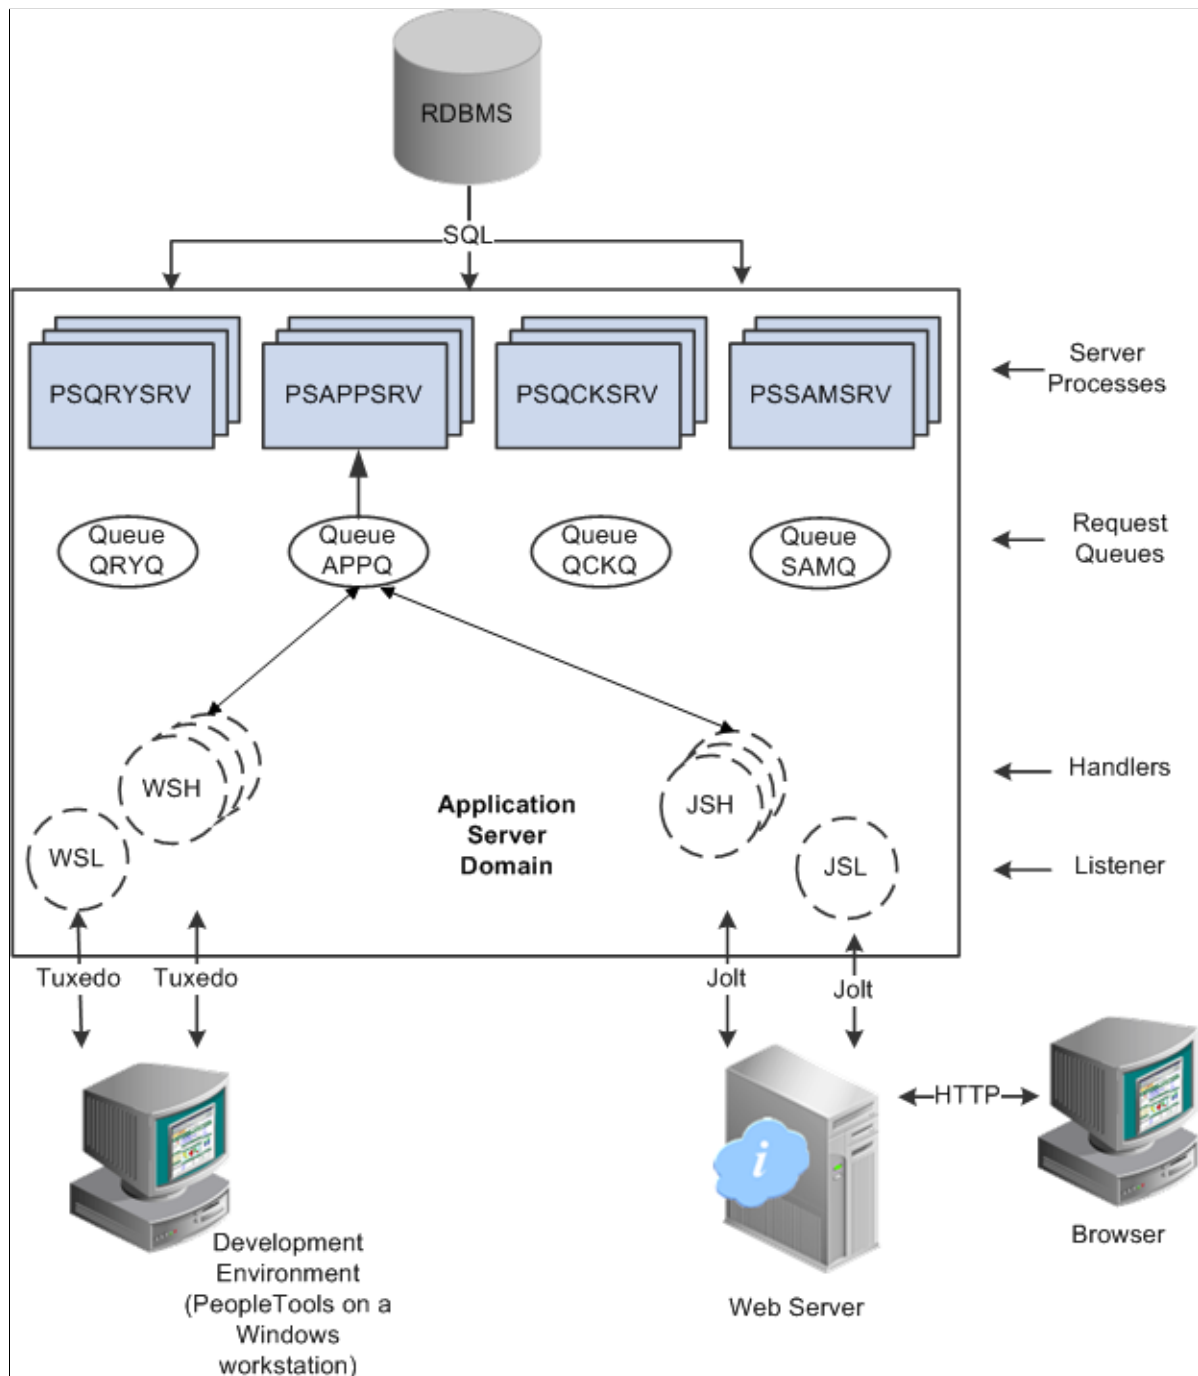 RDBMS
SQL
PSQRYSRV
PSAPPSRV
PSQCKSRV
PSSAMSRV
Server
Processes
Queue
QRYQ
Queue
APPQ
Queue
QCKQ
Queue
SAMQ
Request
Queues
WSH
JSH
Handlers
WSL
Application
Server
Domain
JSL
Listener
Tuxedo
Tuxedo
Jolt
Jolt
HTTP
i
Development
Environment
(PeopleTools on a
Windows
workstation)
Web Server
Browser